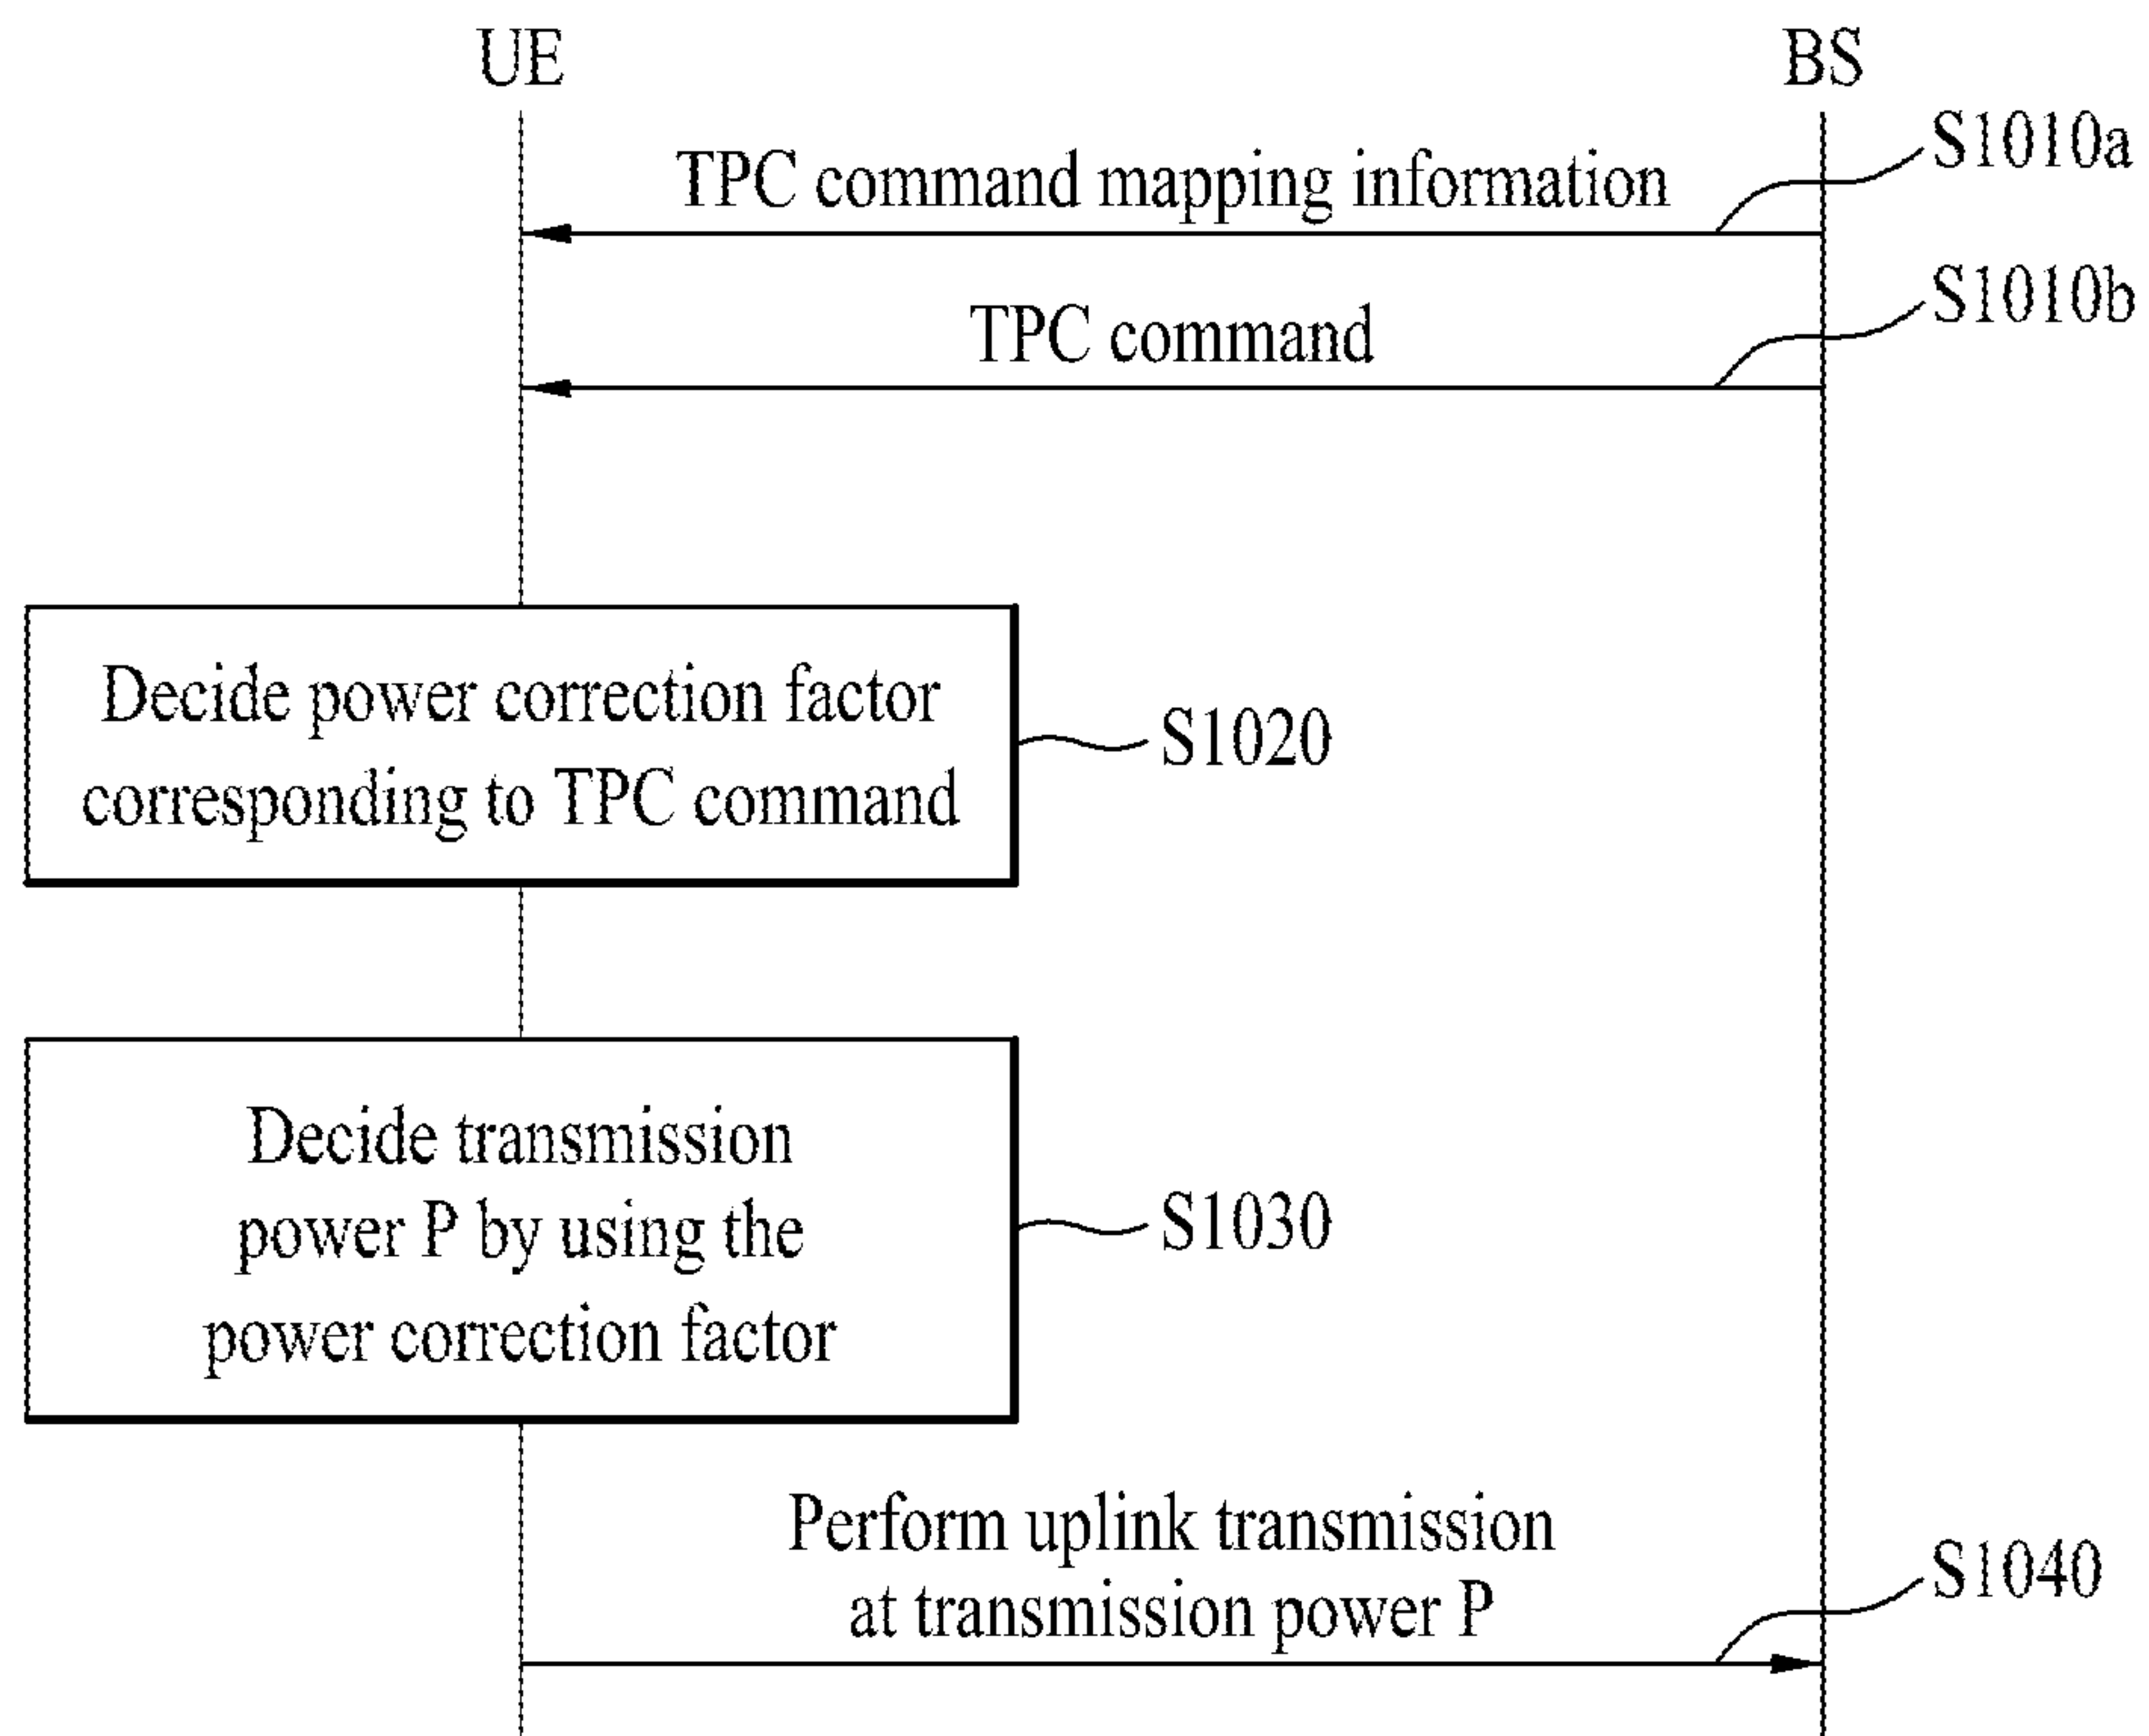 UE
BS
S1010a
TPC command mapping information
S1010b
TPC command
Decide power correction factor
corresponding to TPC command
S1020
Decide transmission
power P by using the
power correction factor
S1030
Perform uplink transmission
at transmission power P
S1040